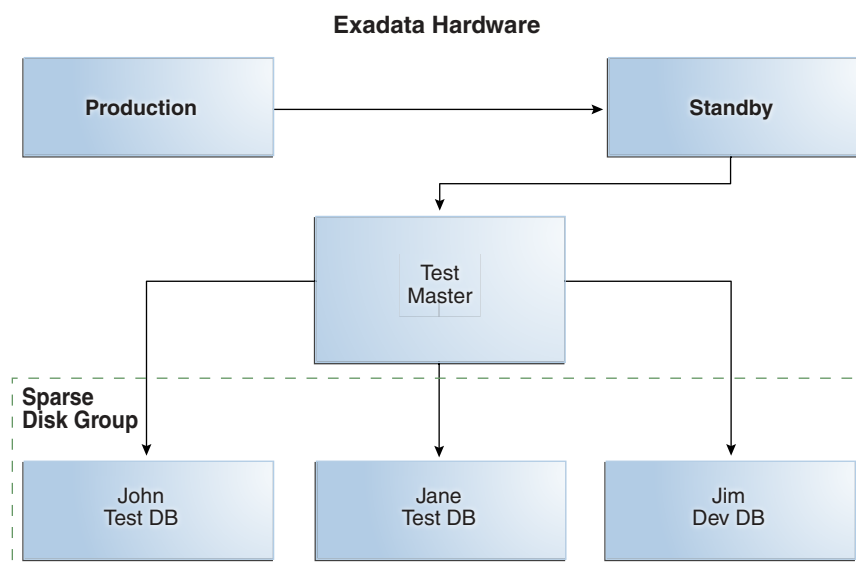 Exadata Hardware
Production
Standby
Test
Master
Sparse
Disk Group
John
Test DB
Jane
Test DB
Jim
Dev DB